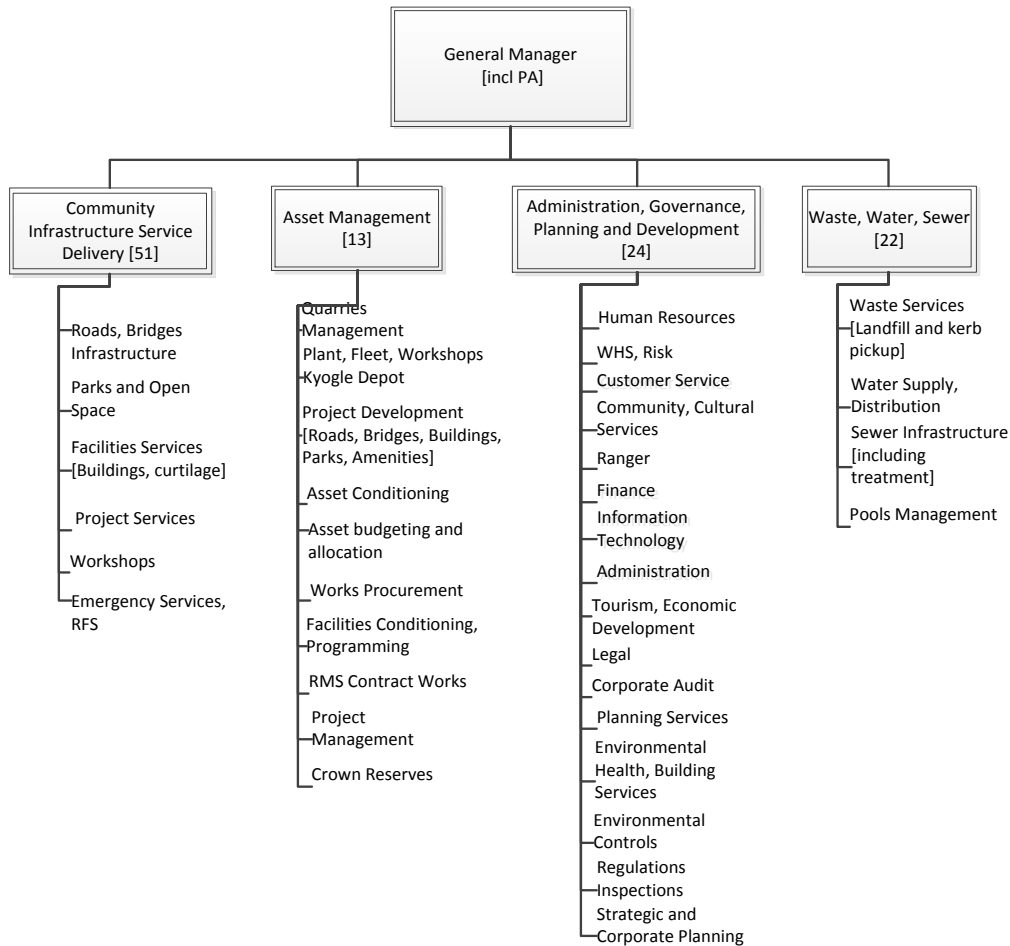 General Manager
[incl PA]
Community
Infrastructure Service
Delivery [51]
Asset Management
[13]
Administration, Governance,
Planning and Development
[24]
Waste, Water, Sewer
[22]
Roads, Bridges
Infrastructure
Parks and Open
Space
Facilities Services
[Buildings, curtilage]
Project Services
Workshops
Emergency Services,
RFS
Quarries
Management
Plant, Fleet, Workshops
Kyogle Depot
Project Development
[Roads, Bridges, Buildings,
Parks, Amenities]
Asset Conditioning
Asset budgeting and
allocation
Works Procurement
Facilities Conditioning,
Programming
RMS Contract Works
Project
Management
Crown Reserves
Human Resources
WHS, Risk
Customer Service
Community, Cultural
Services
Ranger
Finance
Information
Technology
Administration
Tourism, Economic
Development
Legal
Corporate Audit
Planning Services
Environmental
Health, Building
Services
Environmental
Controls
Regulations
Inspections
Strategic and
Corporate Planning
Waste Services
[Landfill and kerb
pickup]
Water Supply,
Distribution
Sewer Infrastructure
[including
treatment]
Pools Management